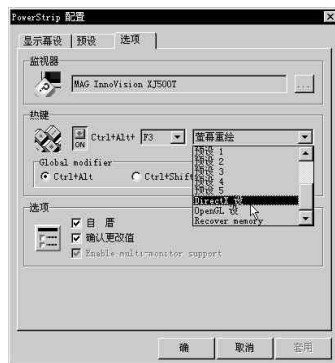 PowerStrip 配置
显示幕设 预设 选项
监视器
MAG InnoVision XJ500T
...
热键
ON Ctrl+Alt+ F3 萤幕重绘
预设 1
预设 2
预设 3
预设 4
预设 5
DirectX 设
OpenGL 设
Recover memory
Global modifier
Ctrl+Alt Ctrl+Shif
选项
自 曆
确认更改值
Enable multi-monitor support
确 取消 套用